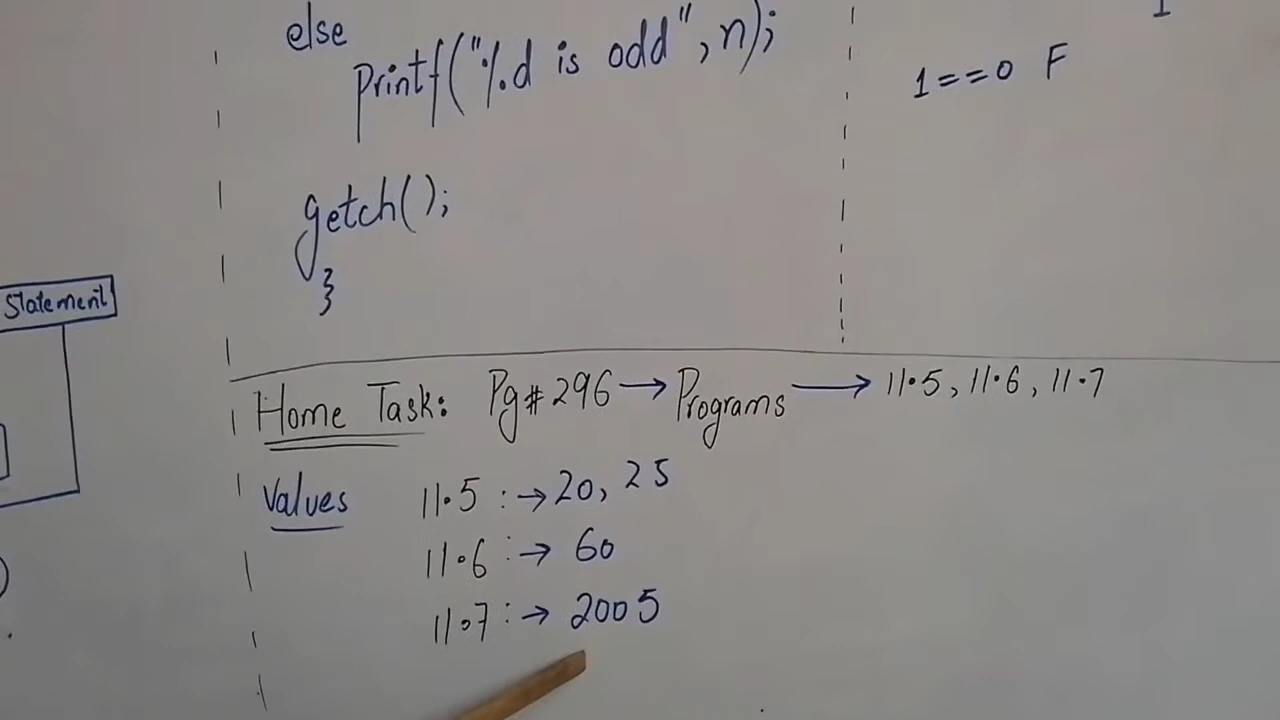 else
printf("%d is odd", n);
1==0 F
getch();
}
Statement
Home Task: Pg# 296 → Programs → 11.5, 11.6, 11.7
Values 11.5 : → 20, 25
11.6 : → 60
11.7 : → 2005